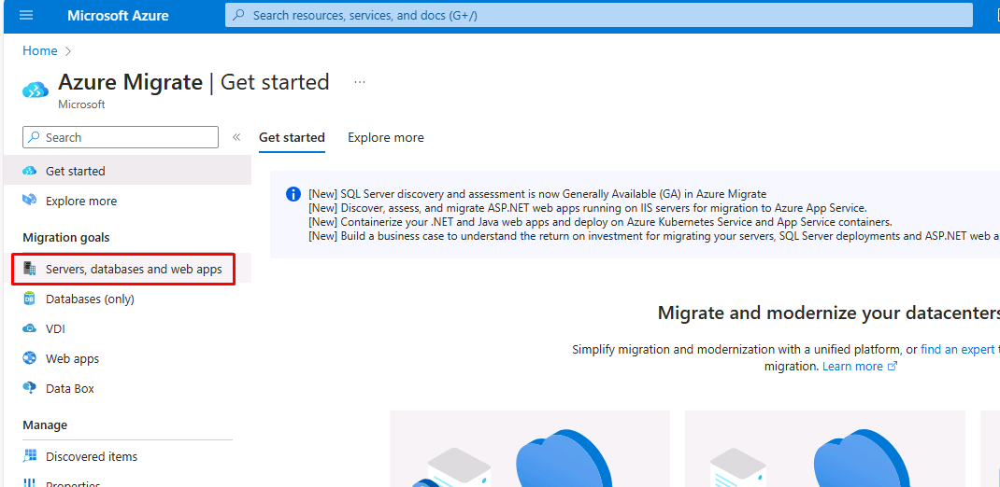 Microsoft Azure
Search resources, services, and docs (G+/)
Home
Azure Migrate | Get started
Microsoft
Search
Get started
Explore more
Get started
Explore more
[New] SQL Server discovery and assessment is now Generally Available (GA) in Azure Migrate
[New] Discover, assess, and migrate ASP.NET web apps running on IIS servers for migration to Azure App Service.
[New] Containerize your .NET and Java web apps and deploy on Azure Kubernetes Service and App Service containers.
[New] Build a business case to understand the return on investment for migrating your servers, SQL Server deployments and ASP.NET web a
Migration goals
Servers, databases and web apps
Databases (only)
VDI
Web apps
Data Box
Manage
Discovered items
Properties
Migrate and modernize your datacenters
Simplify migration and modernization with a unified platform, or find an expert t
migration. Learn more